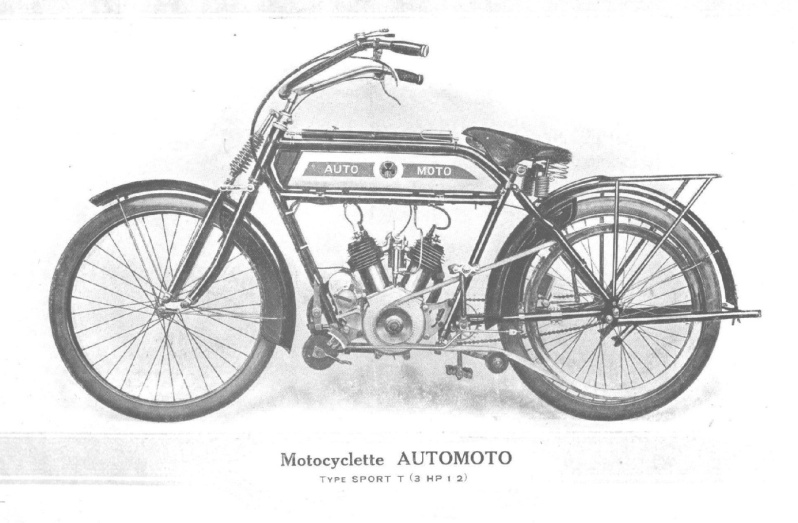 AUTO MOTO
Motocyclette AUTOMOTO
TYPE SPORT T (3 HP 1 2)